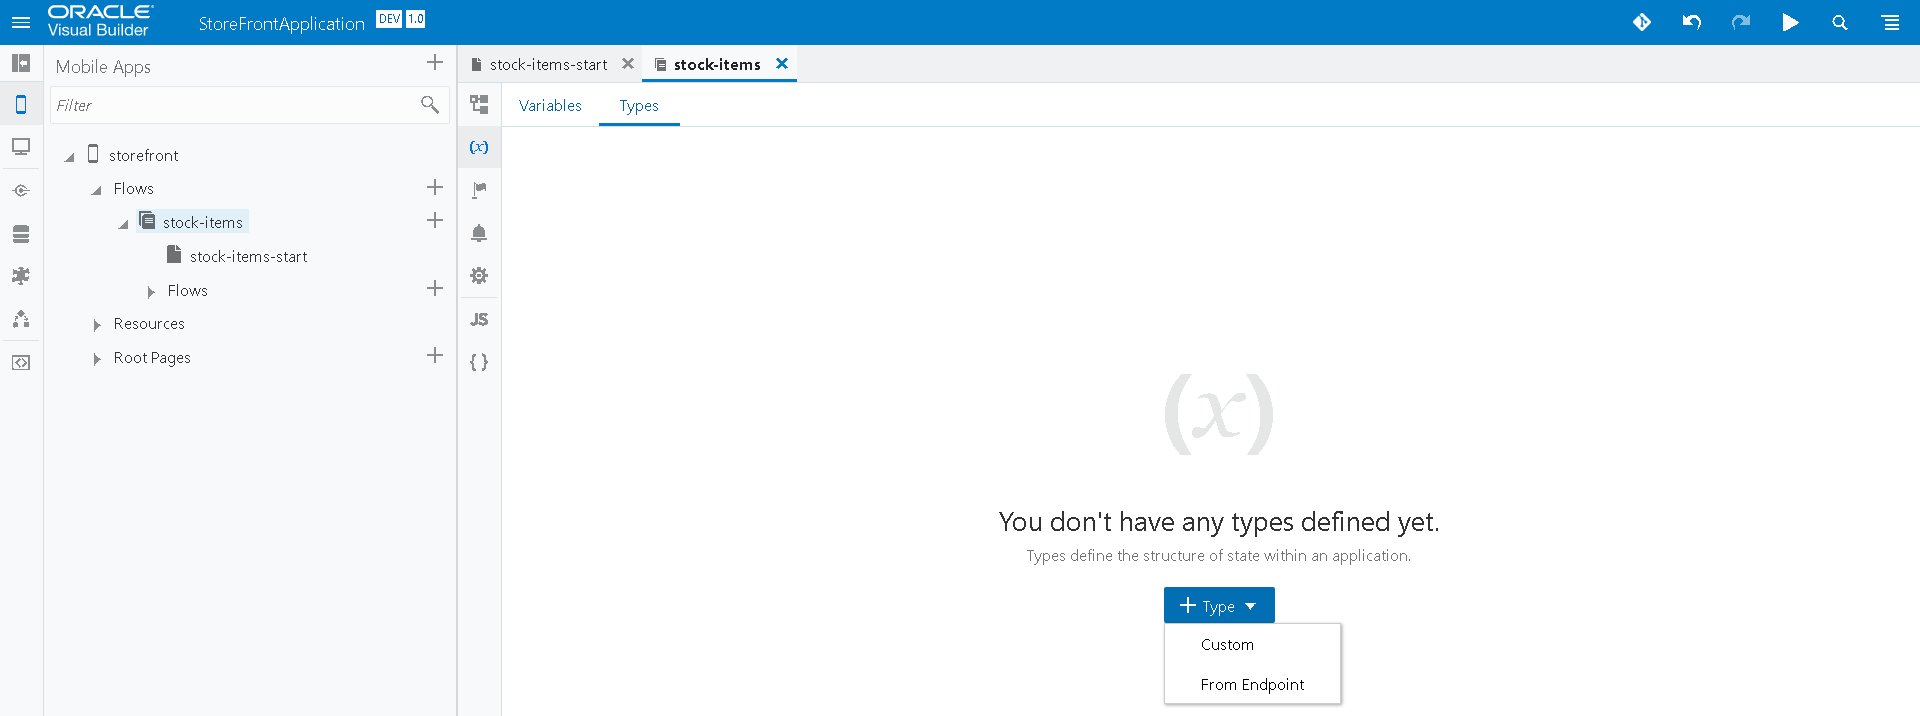 ORACLE
Visual Builder
StoreFrontApplication DEV 1.0
Mobile Apps
Filter
storefront
Flows
stock-items
stock-items-start
Flows
Resources
Root Pages
stock-items-start
stock-items
(x)
JS
{ }
Variables
Types
(x)
You don't have any types defined yet.
Types define the structure of state within an application.
Type
Custom
From Endpoint